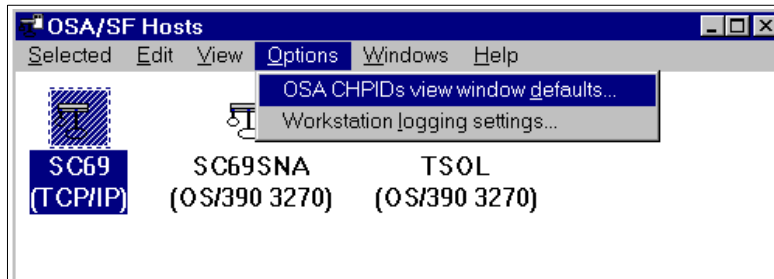 OSA/SF Hosts
Selected Edit View Options Windows Help
OSA CHPIDs view window defaults...
Workstation logging settings...
SC69 SC69SNA TSOL
(TCP/IP) (OS/390 3270) (OS/390 3270)